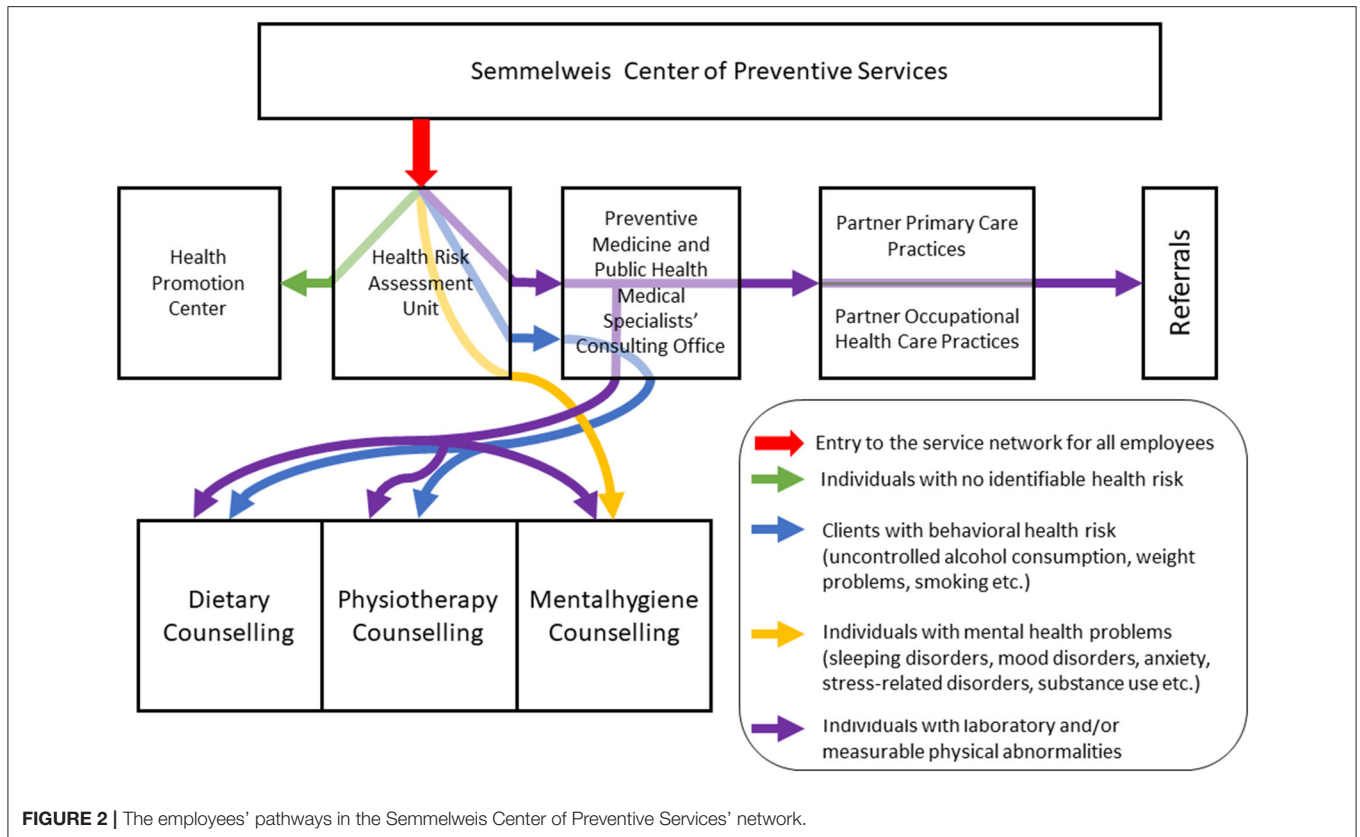 Semmelweis Center of Preventive Services
Health
Promotion
Center
Health Risk
Assessment
Unit
Preventive
Medicine and
Public Health
Medical
Specialists'
Consulting Office
Partner Primary Care
Practices
Partner Occupational
Health Care Practices
Referrals
Dietary
Counselling
Physiotherapy
Counselling
Mentalhygiene
Counselling
Entry to the service network for all employees
Individuals with no identifiable health risk
Clients with behavioral health risk
(uncontrolled alcohol consumption, weight
problems, smoking etc.)
Individuals with mental health problems
(sleeping disorders, mood disorders, anxiety,
stress-related disorders, substance use etc.)
Individuals with laboratory and/or
measurable physical abnormalities
FIGURE 2 | The employees' pathways in the Semmelweis Center of Preventive Services' network.